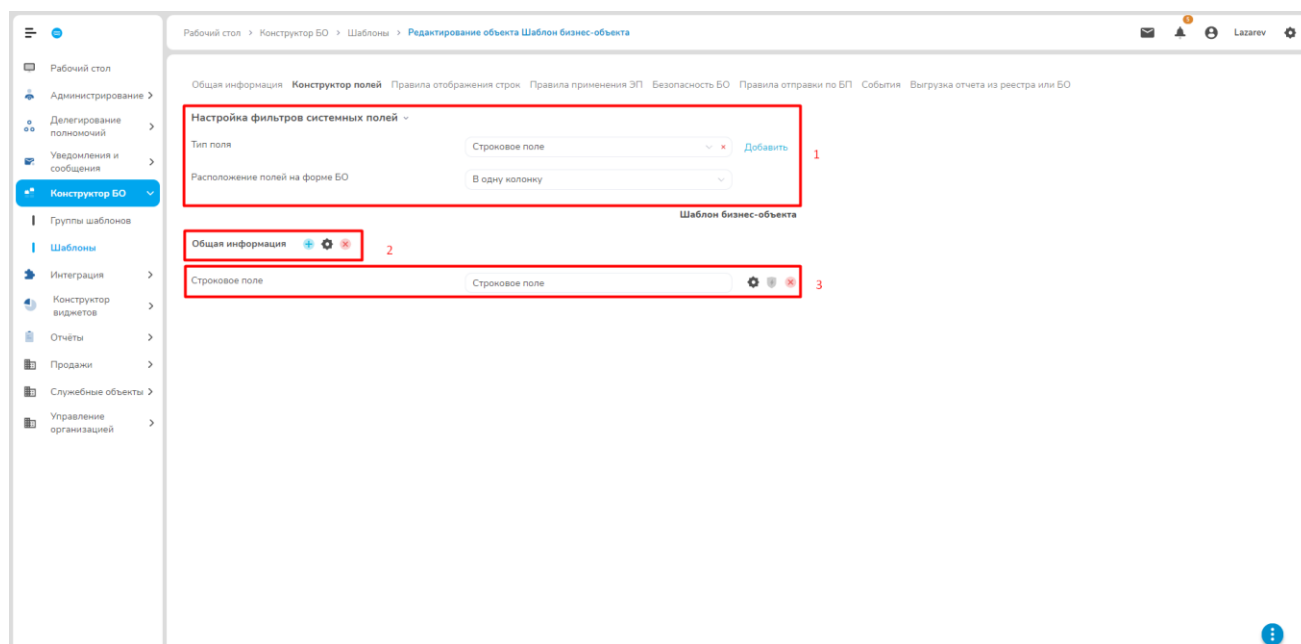 Рабочий стол > Конструктор БО > Шаблоны > Редактирование объекта Шаблон бизнес-объекта
1
Lazarev
Рабочий стол
Администрирование
Делегирование
полномочий
Уведомления и
сообщения
Конструктор БО
Группы шаблонов
Шаблоны
Интеграция
Конструктор
виджетов
Отчёты
Продажи
Служебные объекты
Управление
организацией
Общая информация Конструктор полей Правила отображения строк Правила применения ЭП Безопасность БО Правила отправки по БП События Выгрузка отчета из реестра или БО
Настройка фильтров системных полей
Тип поля Строковое поле Добавить 1
Расположение полей на форме БО В одну колонку
Шаблон бизнес-объекта
Общая информация 2
Строковое поле Строковое поле 3